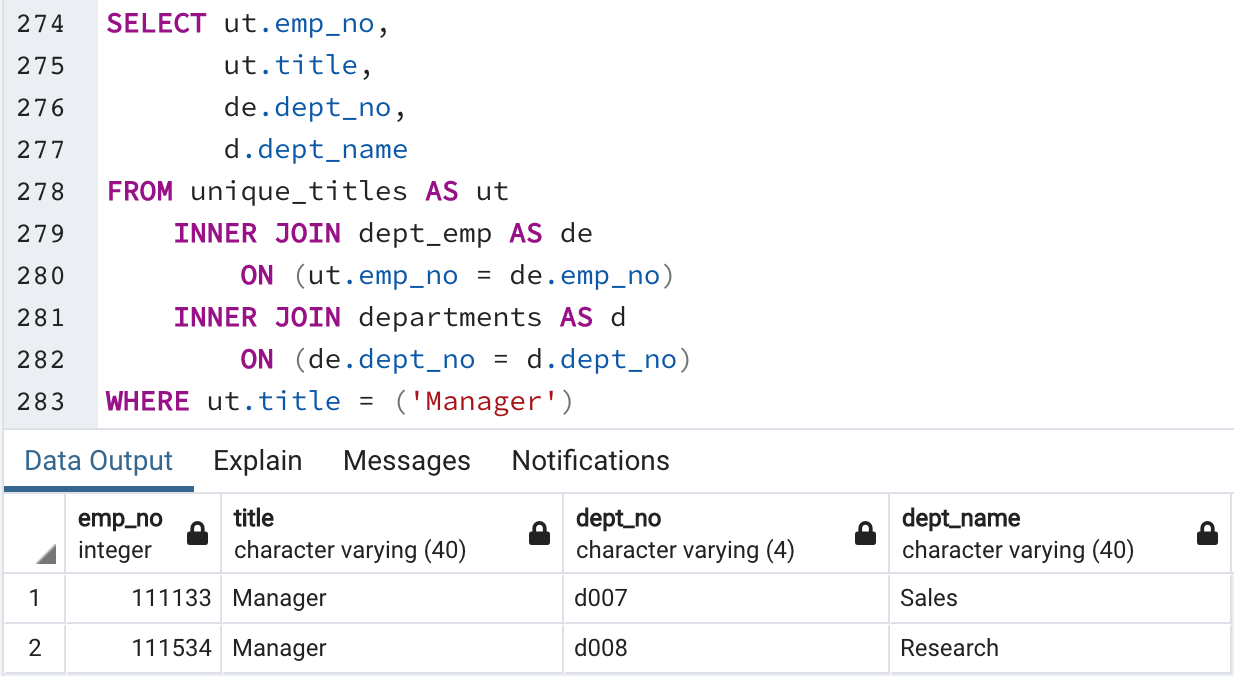 274 SELECT ut.emp_no,
275 ut.title,
276 de.dept_no,
277 d.dept_name
278 FROM unique_titles AS ut
279 INNER JOIN dept_emp AS de
280 ON (ut.emp_no = de.emp_no)
281 INNER JOIN departments AS d
282 ON (de.dept_no = d.dept_no)
283 WHERE ut.title = ('Manager')
Data Output Explain Messages Notifications
emp_no title dept_no dept_name
integer character varying (40) character varying (4) character varying (40)
1 111133 Manager d007 Sales
2 111534 Manager d008 Research